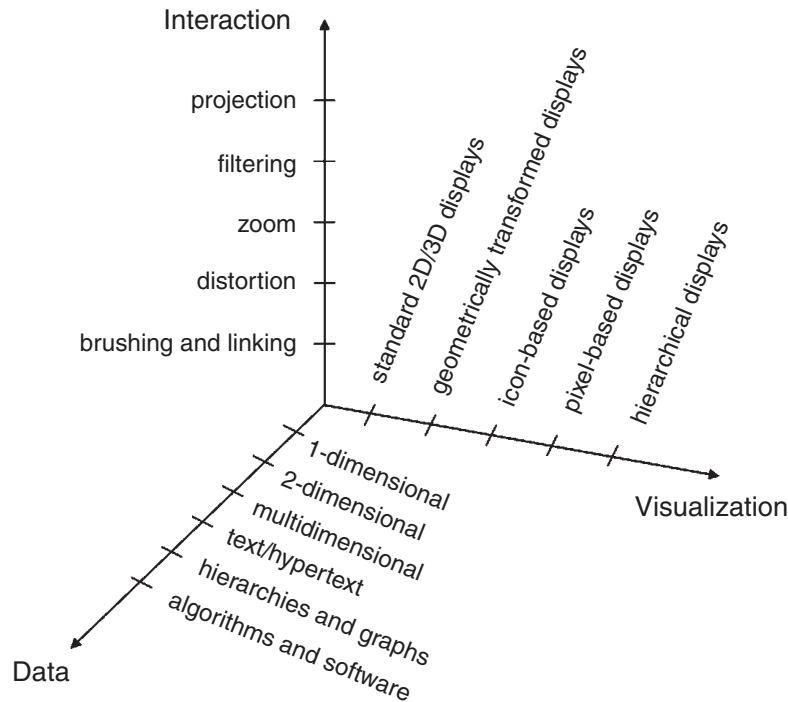 Interaction
projection
filtering
zoom
distortion
brushing and linking
standard 2D/3D displays
geometrically transformed displays
icon-based displays
pixel-based displays
hierarchical displays
Visualization
1-dimensional
2-dimensional
multidimensional
text/hypertext
hierarchies and graphs
algorithms and software
Data